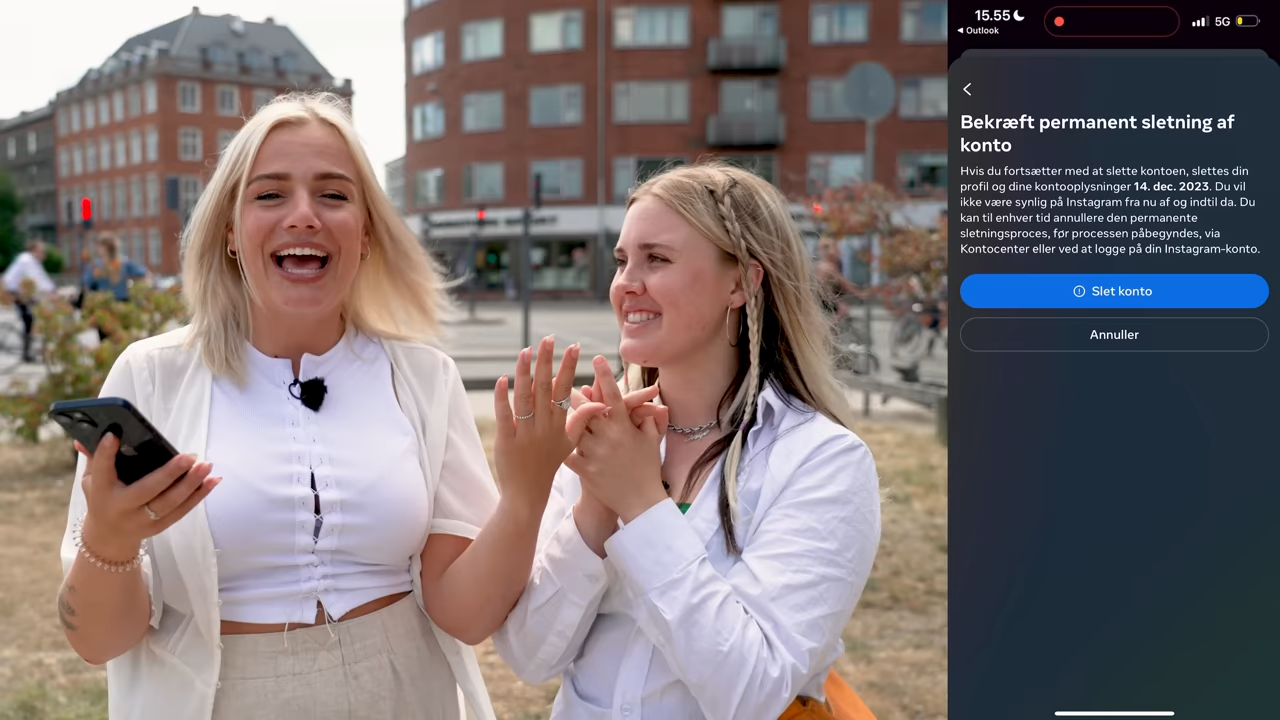 15.55
5G
◄ Outlook
Bekræft permanent sletning af
konto
Hvis du fortsætter med at slette kontoen, slettes din
profil og dine kontooplysninger 14. dec. 2023. Du vil
ikke være synlig på Instagram fra nu af og indtil da. Du
kan til enhver tid annullere den permanente
sletningsproces, før processen påbegyndes, via
Kontocenter eller ved at logge på din Instagram-konto.
Slet konto
Annuller